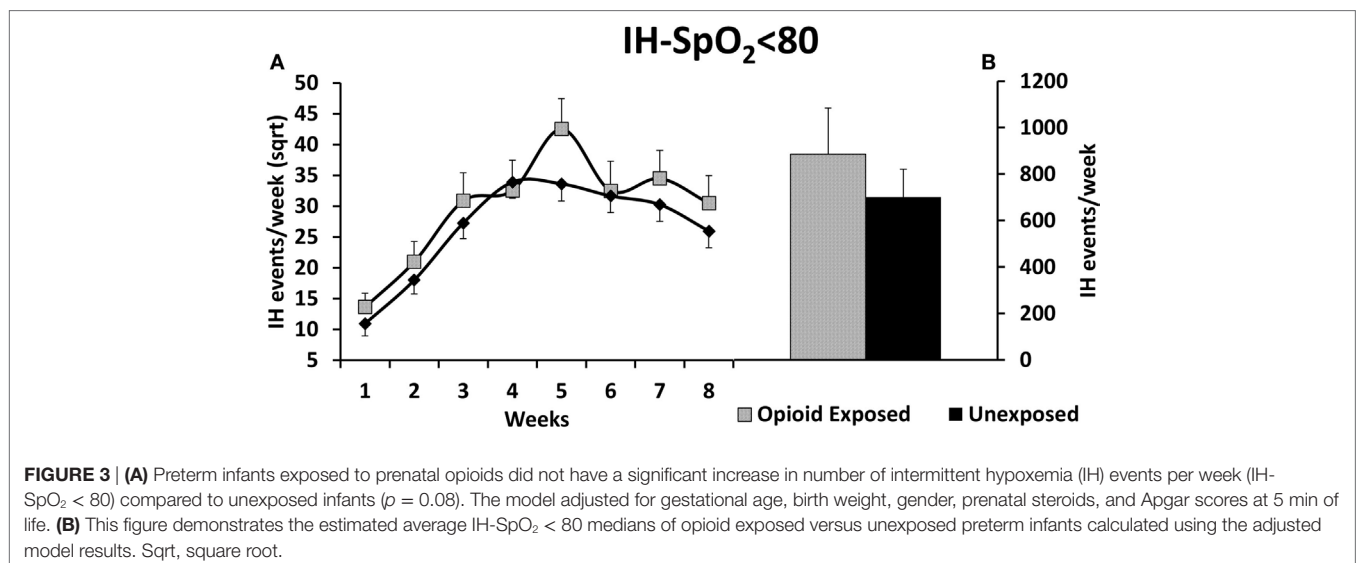 IH-SpO₂<80
A
B
50
45
40
35
30
25
20
15
10
5
IH events/week (sqrt)
1 2 3 4 5 6 7 8
Weeks
1200
1000
800
600
400
200
0
IH events/week
Opioid Exposed Unexposed
FIGURE 3 | (A) Preterm infants exposed to prenatal opioids did not have a significant increase in number of intermittent hypoxemia (IH) events per week (IH-
SpO₂ < 80) compared to unexposed infants (p = 0.08). The model adjusted for gestational age, birth weight, gender, prenatal steroids, and Apgar scores at 5 min of
life. (B) This figure demonstrates the estimated average IH-SpO₂ < 80 medians of opioid exposed versus unexposed preterm infants calculated using the adjusted
model results. Sqrt, square root.